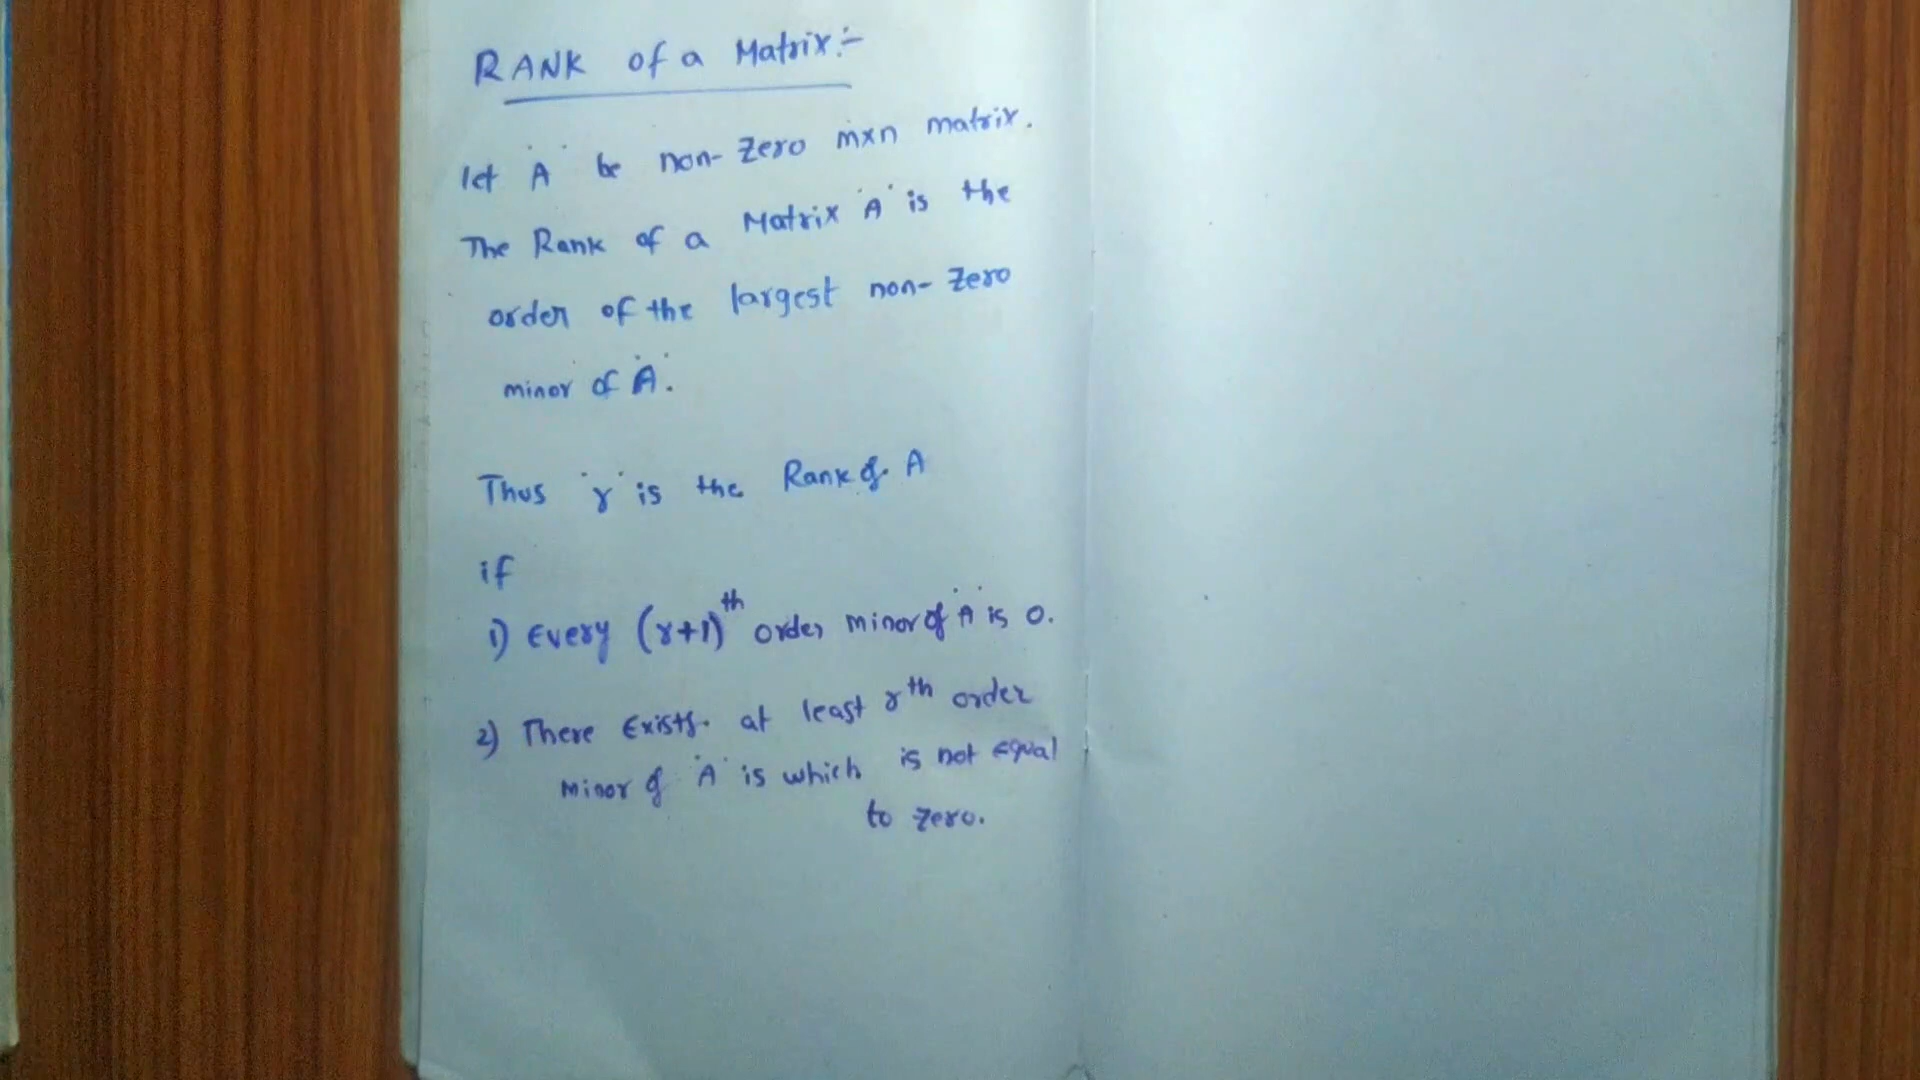 RANK of a Matrix:-
let 'A' be non-zero mxn matrix.
The Rank of a Matrix 'A' is the
order of the largest non-zero
minor of 'A'.
Thus 'r' is the Rank of A
if
1) Every (r+1)th order minor of 'A' is 0.
2) There Exists at least rth order
minor of 'A' is which is not equal
to zero.